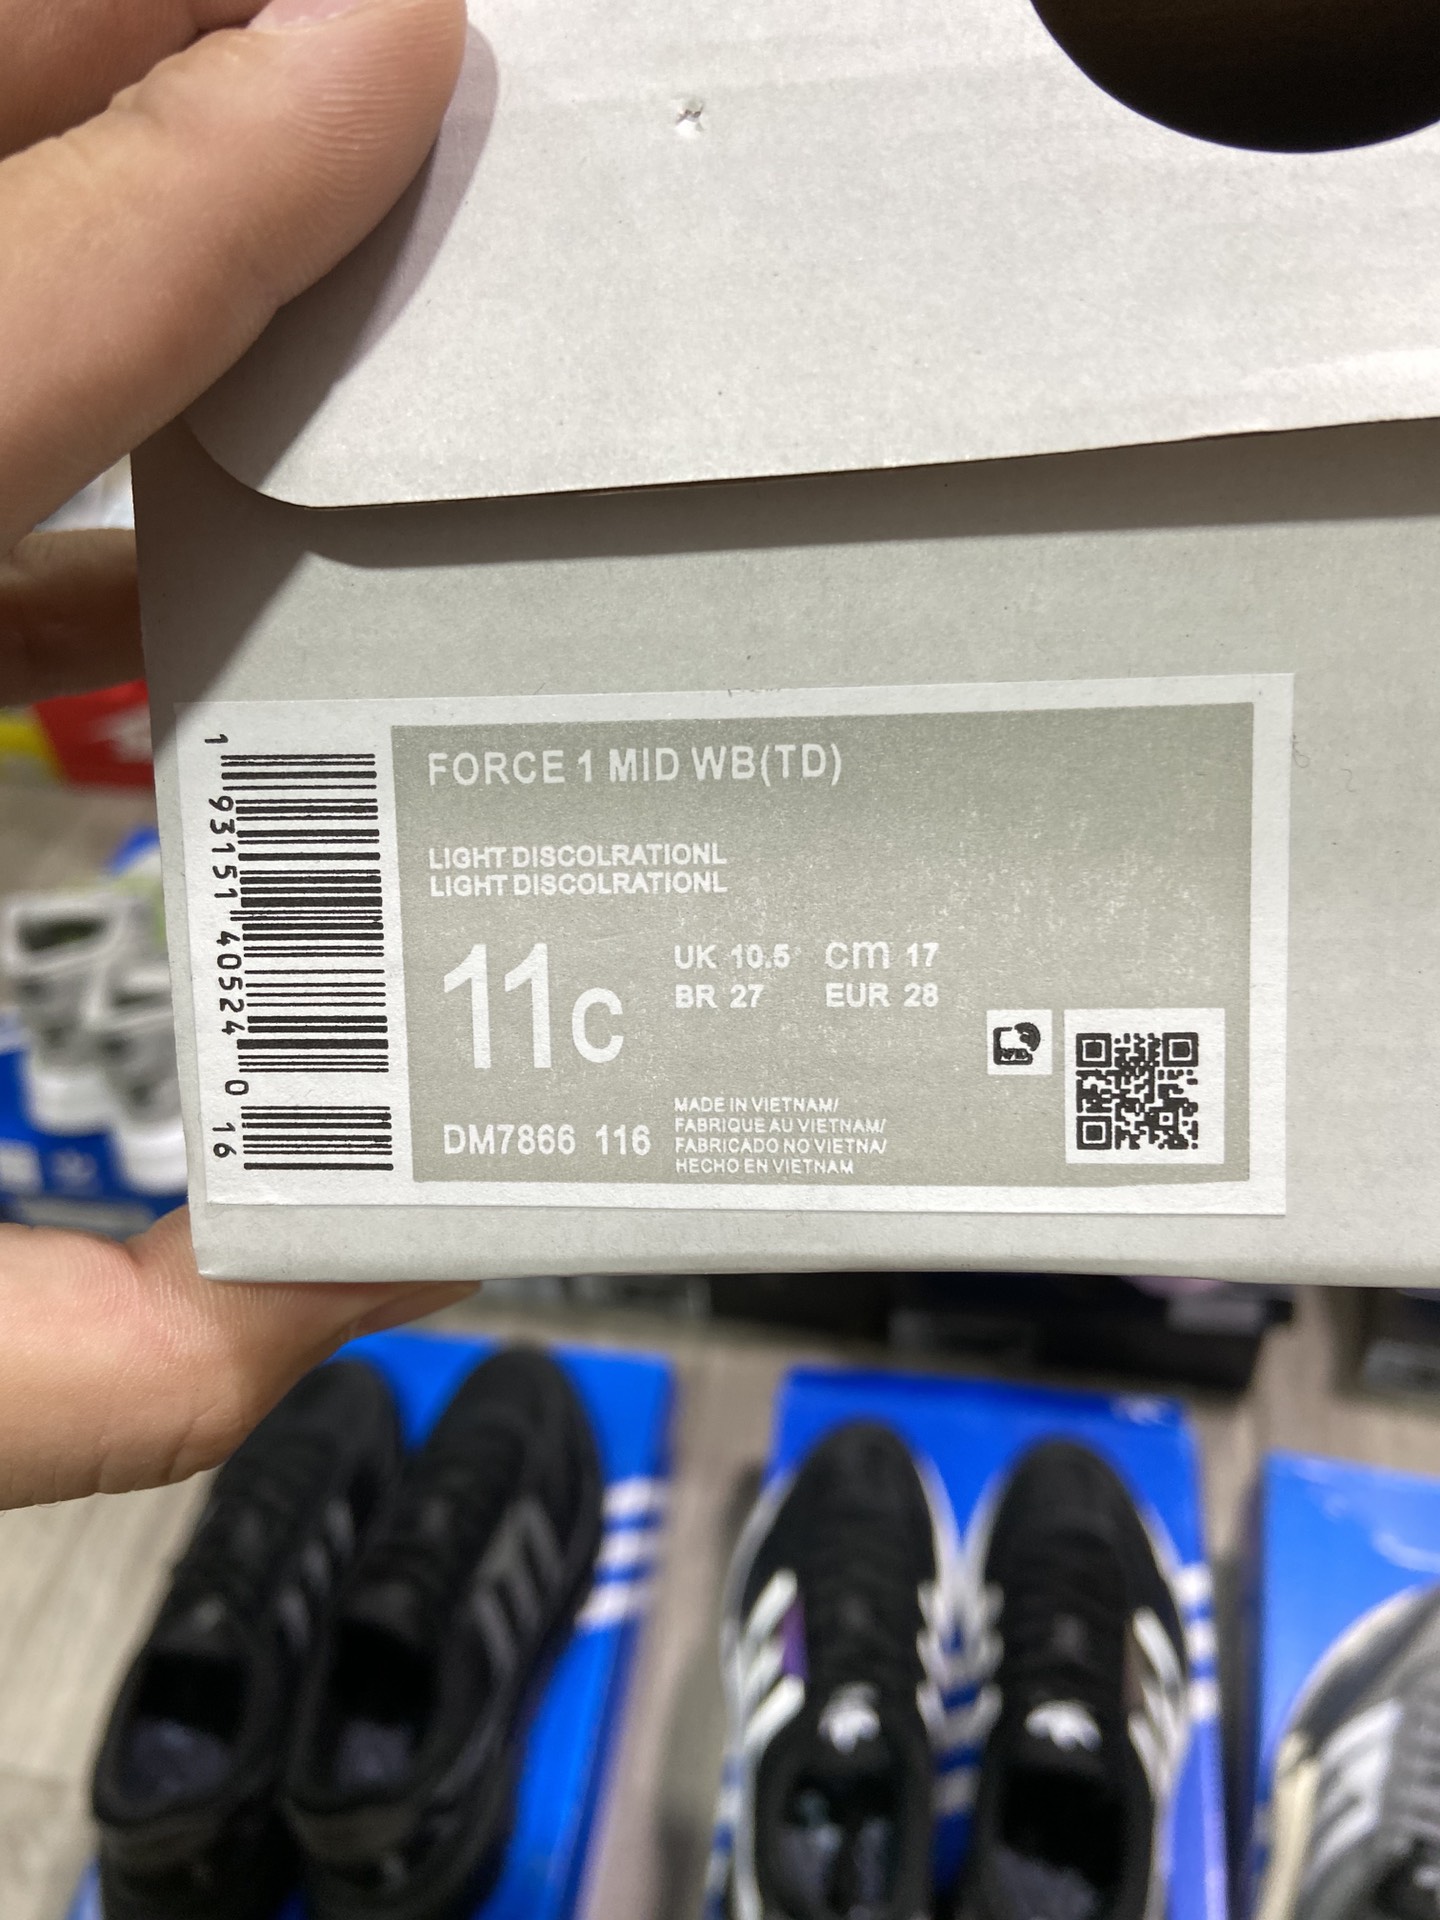 FORCE 1 MID WB(TD)
LIGHT DISCOLRATIONL
LIGHT DISCOLRATIONL
11c
UK 10.5 cm 17
BR 27 EUR 28
DM7866 116
MADE IN VIETNAM/
FABRIQUE AU VIETNAM/
FABRICADO NO VIETNA/
HECHO EN VIETNAM
1 93151 40524 0 16